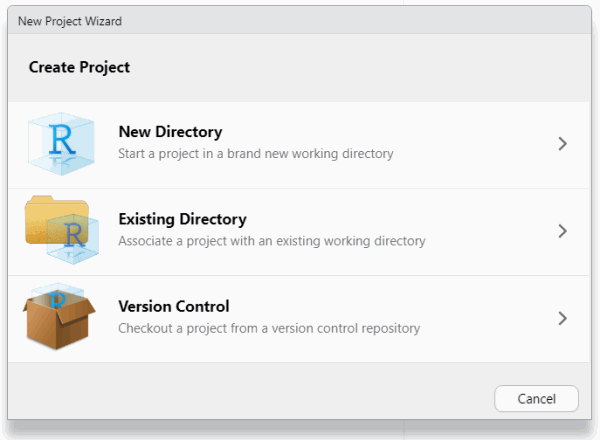 New Project Wizard
Create Project
R
New Directory
Start a project in a brand new working directory
R
Existing Directory
Associate a project with an existing working directory
R
Version Control
Checkout a project from a version control repository
Cancel